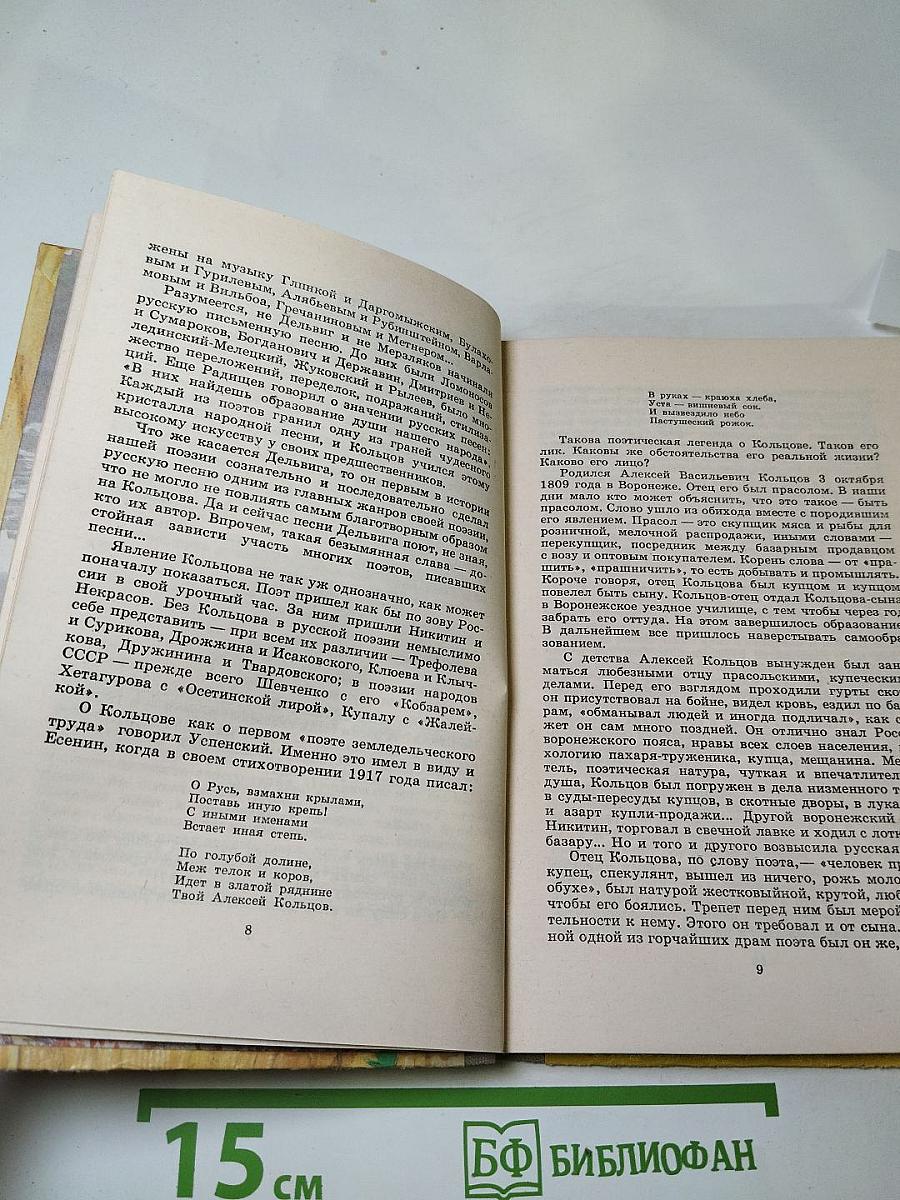 жены на музыку Глинкой и Даргомыжским, Булахо-
вым и Гурилевым, Алябьевым и Рубинштейном, Варла-
мовым и Вильбоа, Гречаниновым и Метнером...
Разумеется, не Дельвиг и не Мерзляков начинали
русскую письменную песню. До них были Ломоносов
и Сумароков, Богданович и Державин, Дмитриев и Не-
лединский-Мелецкий, Жуковский и Рылеев, было мно-
жество переложений, переделок, подражаний, стилиза-
ций. Еще Радищев говорил о значении русских песен:
«В них найдешь образование души нашего народа».
Каждый из поэтов гранил одну из граней чудесного
кристалла народной песни, и Кольцов учился этому
высокому искусству у своих предшественников.
Что же касается Дельвига, то он первым в истории
нашей поэзии сознательно и последовательно сделал
русскую песню одним из главных жанров своей поэзии,
что не могло не повлиять самым благотворным образом
на Кольцова. Да и сейчас песни Дельвига поют, не зная,
кто их автор. Впрочем, такая безымянная слава — до-
стойная зависти участь многих поэтов, писавших
песни...
Явление Кольцова не так уж однозначно, как может
поначалу показаться. Поэт пришел как бы по зову Рос-
сии в свой урочный час. За ним пришли Никитин и
Некрасов. Без Кольцова в русской поэзии немыслимо
себе представить — при всем их различии — Трефолева
и Сурикова, Дрожжина и Исаковского, Клюева и Клыч-
кова, Дружинина и Твардовского; в поэзии народов
СССР — прежде всего Шевченко с его «Кобзарем»,
Хетагурова с «Осетинской лирой», Купалу с «Жалей-
кой».
О Кольцове как о первом «поэте земледельческого
труда» говорил Успенский. Именно это имел в виду и
Есенин, когда в своем стихотворении 1917 года писал:
О Русь, взмахни крылами,
Поставь иную крепь!
С иными именами
Встает иная степь.
По голубой долине,
Меж телок и коров,
Идет в златой ряднине
Твой Алексей Кольцов.
8
В руках — краюха хлеба,
Уста — вишневый сок.
И вызвездило небо
Пастушеский рожок.
Такова поэтическая легенда о Кольцове. Таков его
лик. Каковы же обстоятельства его реальной жизни?
Каково его лицо?
Родился Алексей Васильевич Кольцов 3 октября
1809 года в Воронеже. Отец его был прасолом. В наши
дни мало кто может объяснить, что это такое — быть
прасолом. Слово ушло из обихода вместе с породившим
его явлением. Прасол — это скупщик мяса и рыбы для
розничной, мелочной распродажи, иными словами —
перекупщик, посредник между базарным продавцом
с возу и оптовым покупателем. Корень слова — от «пра-
шить», «прашничить», то есть добывать и промышлять.
Короче говоря, отец Кольцова был купцом и купцом
повелел быть сыну. Кольцов-отец отдал Кольцова-сына
в Воронежское уездное училище, с тем чтобы через год
забрать его оттуда. На этом завершилось образование.
В дальнейшем все пришлось наверстывать самообра-
зованием.
С детства Алексей Кольцов вынужден был зани
маться любезными отцу прасольскими, купеческим
делами. Перед его взглядом проходили гурты ско
он присутствовал на бойне, видел кровь, ездил по ба
рам, «обманывал людей и иногда подличал», как с
жет он сам много поздней. Он отлично знал Росс
воронежского пояса, нравы всех слоев населения,
хологию пахаря-труженика, купца, мещанина. Ме
тель, поэтическая натура, чуткая и впечатлител
душа, Кольцов был погружен в дела низменного т
в суды-пересуды купцов, в скотные дворы, в лука
и азарт купли-продажи... Другой воронежский
Никитин, торговал в свечной лавке и ходил с лотк
базару... Но и того и другого возвысила русская
Отец Кольцова, по слову поэта,— «человек пр
купец, спекулянт, вышел из ничего, рожь моло
обухе», был натурой жестковыйной, крутой, люб
чтобы его боялись. Трепет перед ним был мерой
тельности к нему. Этого он требовал и от сына.
ной одной из горчайших драм поэта был он же,
9
15 см
БФ БИБЛИОФАН